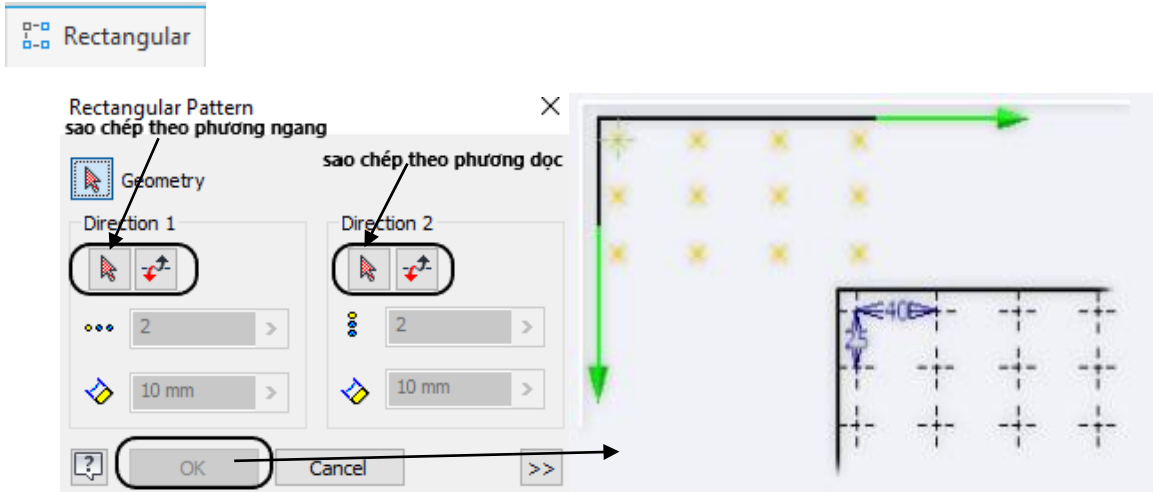 Rectangular
Rectangular Pattern
sao chép theo phương ngang
sao chép theo phương dọc
Geometry
Direction 1
Direction 2
2
2
10 mm
10 mm
?
OK
Cancel
>>
40
25